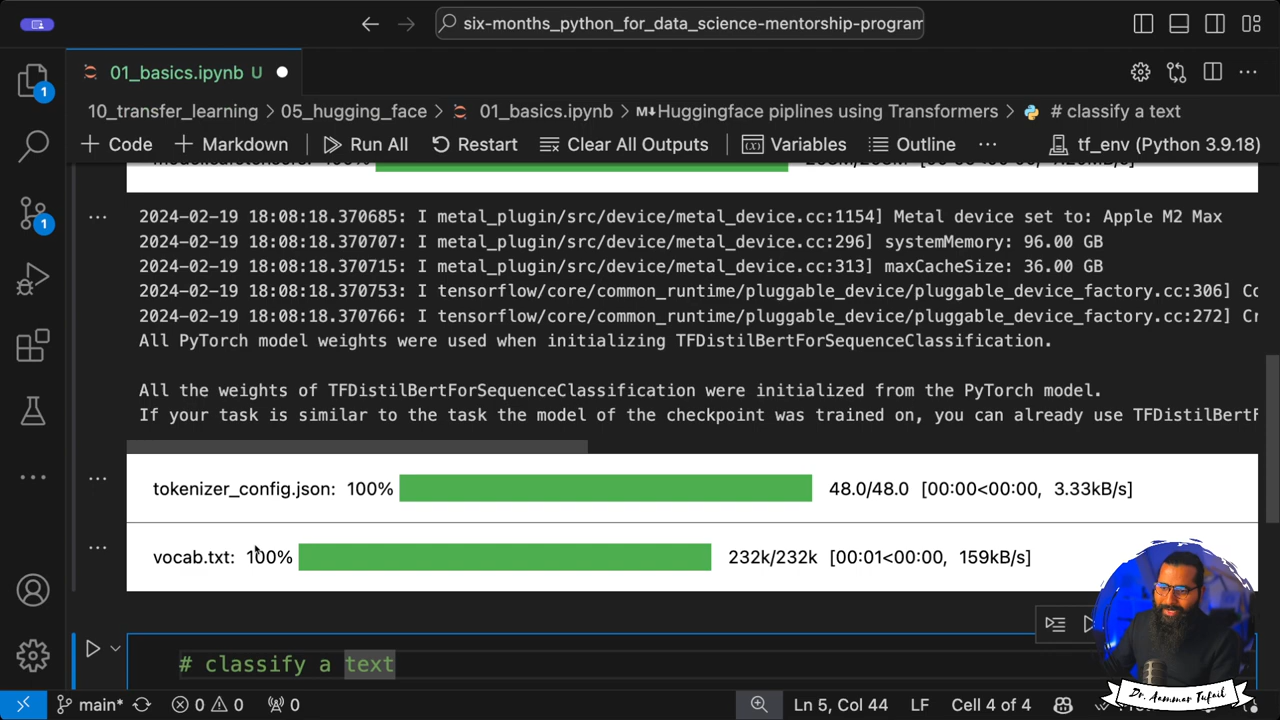 six-months_python_for_data_science-mentorship-program
01_basics.ipynb U
10_transfer_learning > 05_hugging_face > 01_basics.ipynb > M↓Huggingface piplines using Transformers > # classify a text
+ Code + Markdown Run All Restart Clear All Outputs Variables Outline ... tf_env (Python 3.9.18)
2024-02-19 18:08:18.370685: I metal_plugin/src/device/metal_device.cc:1154] Metal device set to: Apple M2 Max
2024-02-19 18:08:18.370707: I metal_plugin/src/device/metal_device.cc:296] systemMemory: 96.00 GB
2024-02-19 18:08:18.370715: I metal_plugin/src/device/metal_device.cc:313] maxCacheSize: 36.00 GB
2024-02-19 18:08:18.370753: I tensorflow/core/common_runtime/pluggable_device/pluggable_device_factory.cc:306] Co
2024-02-19 18:08:18.370766: I tensorflow/core/common_runtime/pluggable_device/pluggable_device_factory.cc:272] Cr
All PyTorch model weights were used when initializing TFDistilBertForSequenceClassification.
All the weights of TFDistilBertForSequenceClassification were initialized from the PyTorch model.
If your task is similar to the task the model of the checkpoint was trained on, you can already use TFDistilBertF
tokenizer_config.json: 100% 48.0/48.0 [00:00<00:00, 3.33kB/s]
vocab.txt: 100% 232k/232k [00:01<00:00, 159kB/s]
# classify a text
Dr. Aammar Tufail
main* 0 0 0 Ln 5, Col 44 LF Cell 4 of 4
1
1